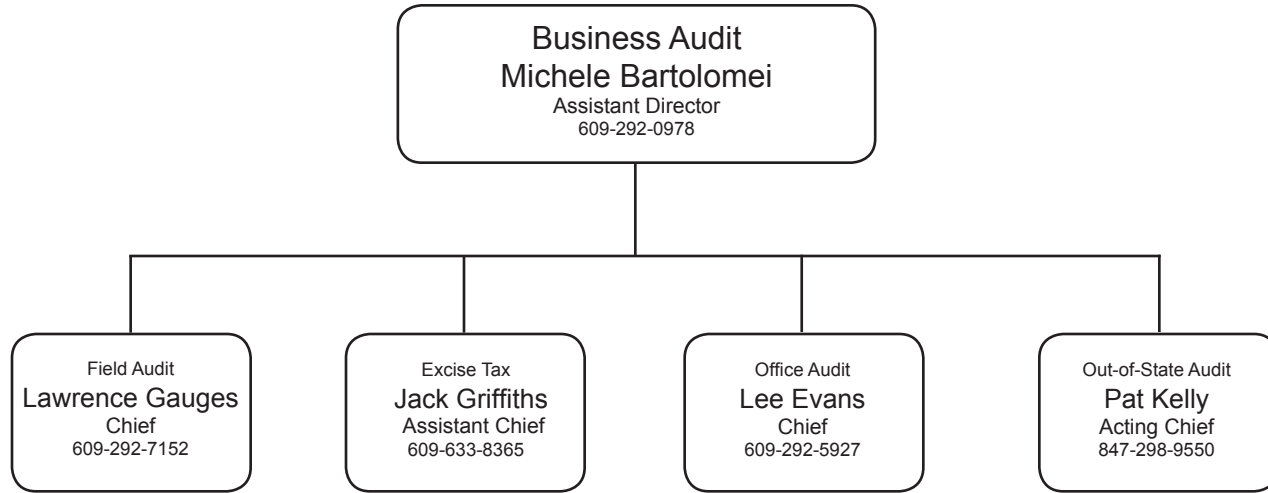 Business Audit
Michele Bartolomei
Assistant Director
609-292-0978
Field Audit
Lawrence Gauges
Chief
609-292-7152
Excise Tax
Jack Griffiths
Assistant Chief
609-633-8365
Office Audit
Lee Evans
Chief
609-292-5927
Out-of-State Audit
Pat Kelly
Acting Chief
847-298-9550